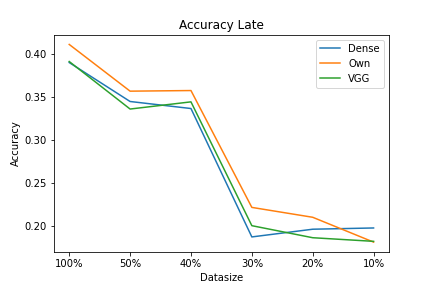 Accuracy Late
Dense
Own
VGG
0.40
0.35
0.30
0.25
0.20
Accuracy
100% 50% 40% 30% 20% 10%
Datasize